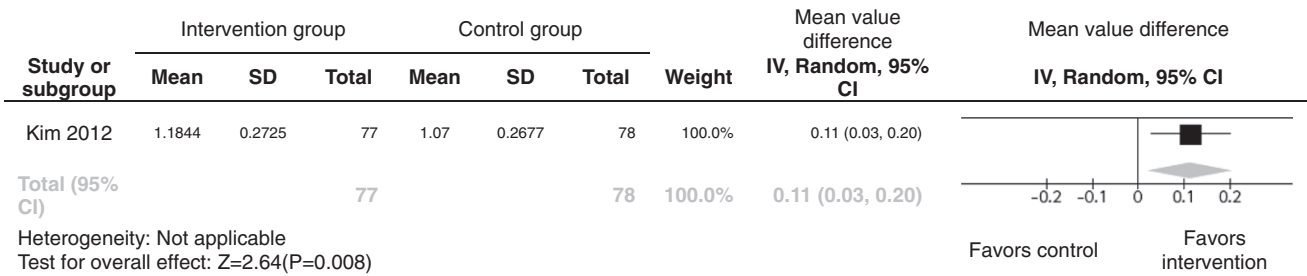 Intervention group Control group Mean value difference Mean value difference
Study or subgroup Mean SD Total Mean SD Total Weight IV, Random, 95% CI IV, Random, 95% CI
Kim 2012 1.1844 0.2725 77 1.07 0.2677 78 100.0% 0.11 (0.03, 0.20)
Total (95% CI) 77 78 100.0% 0.11 (0.03, 0.20)
-0.2 -0.1 0 0.1 0.2
Heterogeneity: Not applicable
Test for overall effect: Z=2.64(P=0.008)
Favors control Favors intervention